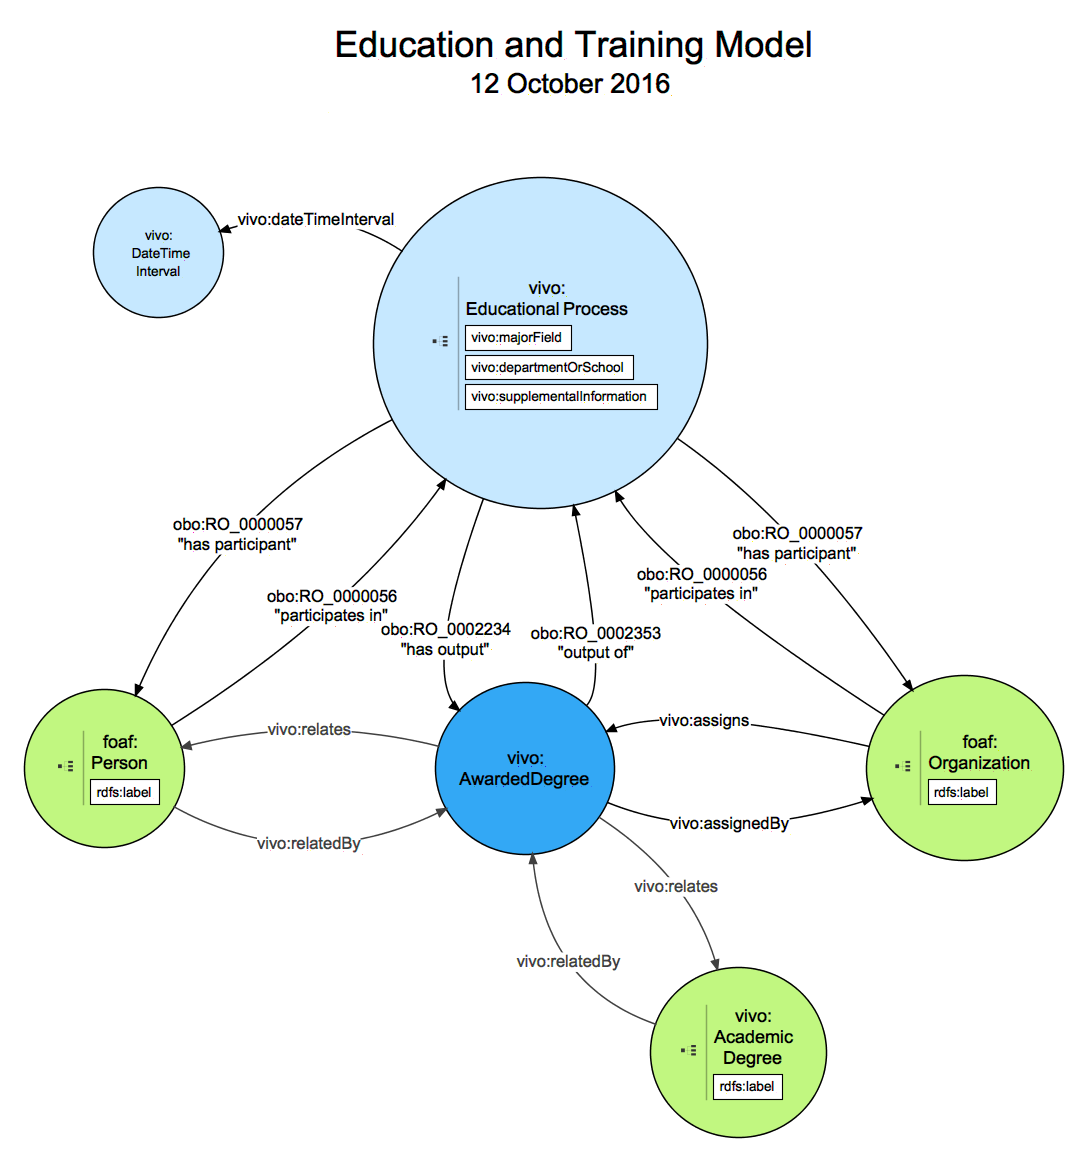 Education and Training Model
12 October 2016
vivo:dateTimeInterval
vivo:
DateTime
Interval
vivo:
Educational Process
vivo:majorField
vivo:departmentOrSchool
vivo:supplementalInformation
obo:RO_0000057
"has participant"
obo:RO_0000056
"participates in"
obo:RO_0002234
"has output"
obo:RO_0002353
"output of"
obo:RO_0000056
"participates in"
obo:RO_0000057
"has participant"
foaf:
Person
rdfs:label
vivo:relates
vivo:relatedBy
vivo:
AwardedDegree
vivo:assigns
vivo:assignedBy
foaf:
Organization
rdfs:label
vivo:relates
vivo:relatedBy
vivo:
Academic
Degree
rdfs:label